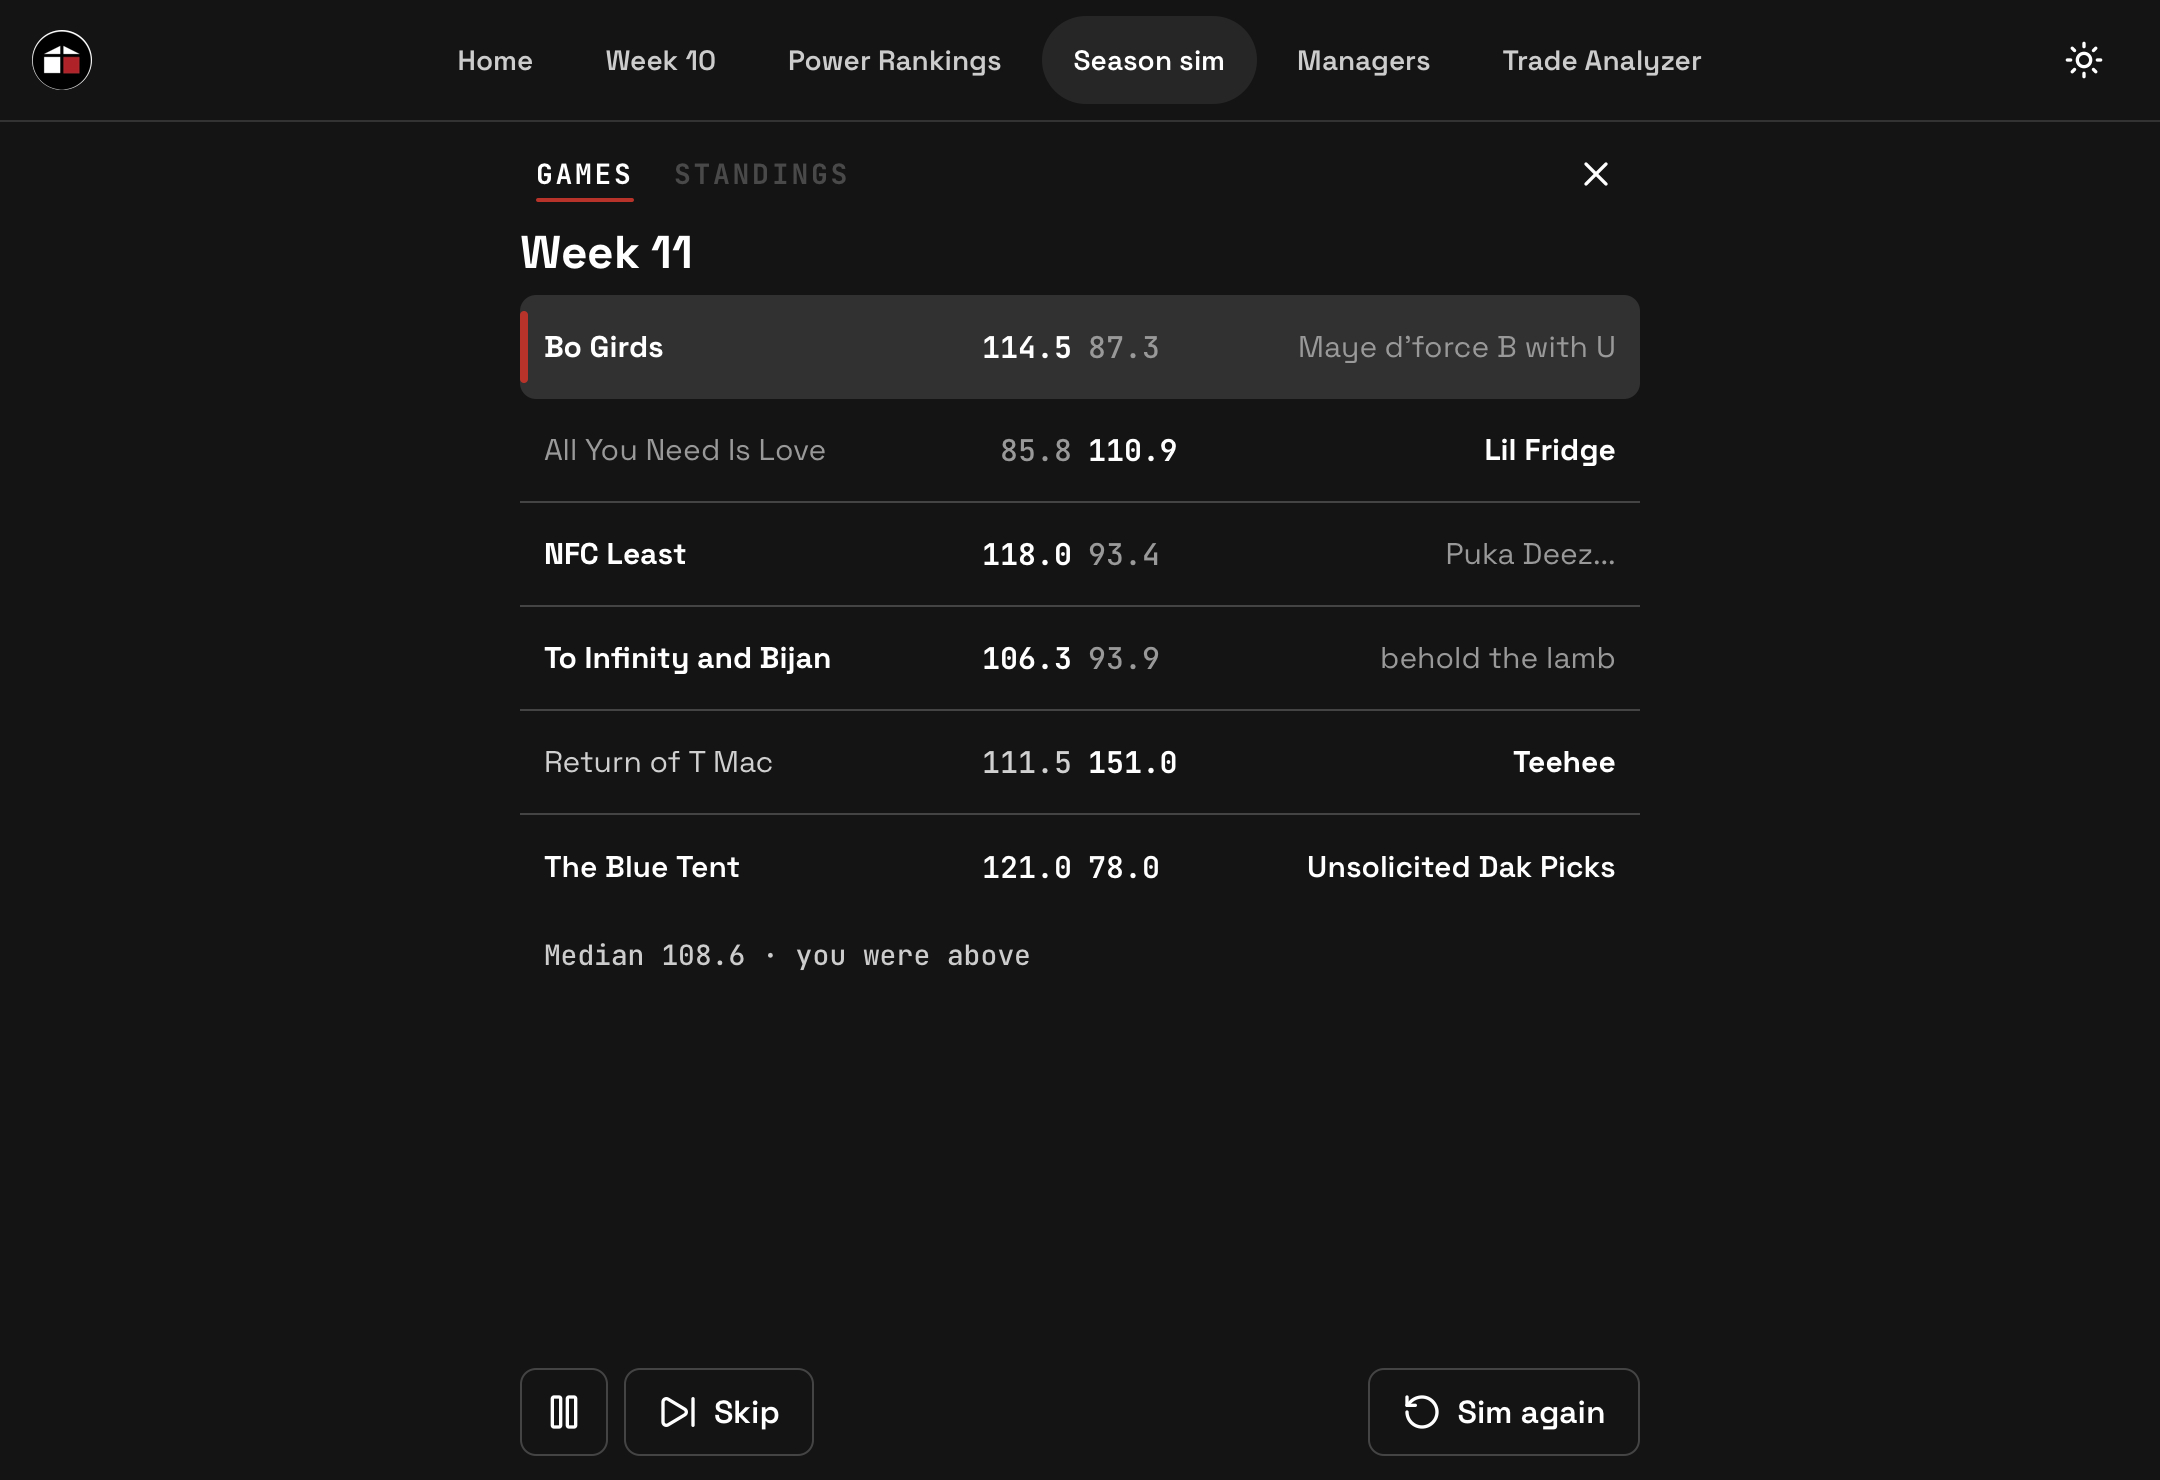 Home Week 10 Power Rankings Season sim Managers Trade Analyzer
GAMES STANDINGS
Week 11
Bo Girds 114.5 87.3 Maye d’force B with U
All You Need Is Love 85.8 110.9 Lil Fridge
NFC Least 118.0 93.4 Puka Deez...
To Infinity and Bijan 106.3 93.9 behold the lamb
Return of T Mac 111.5 151.0 Teehee
The Blue Tent 121.0 78.0 Unsolicited Dak Picks
Median 108.6 · you were above
Skip Sim again